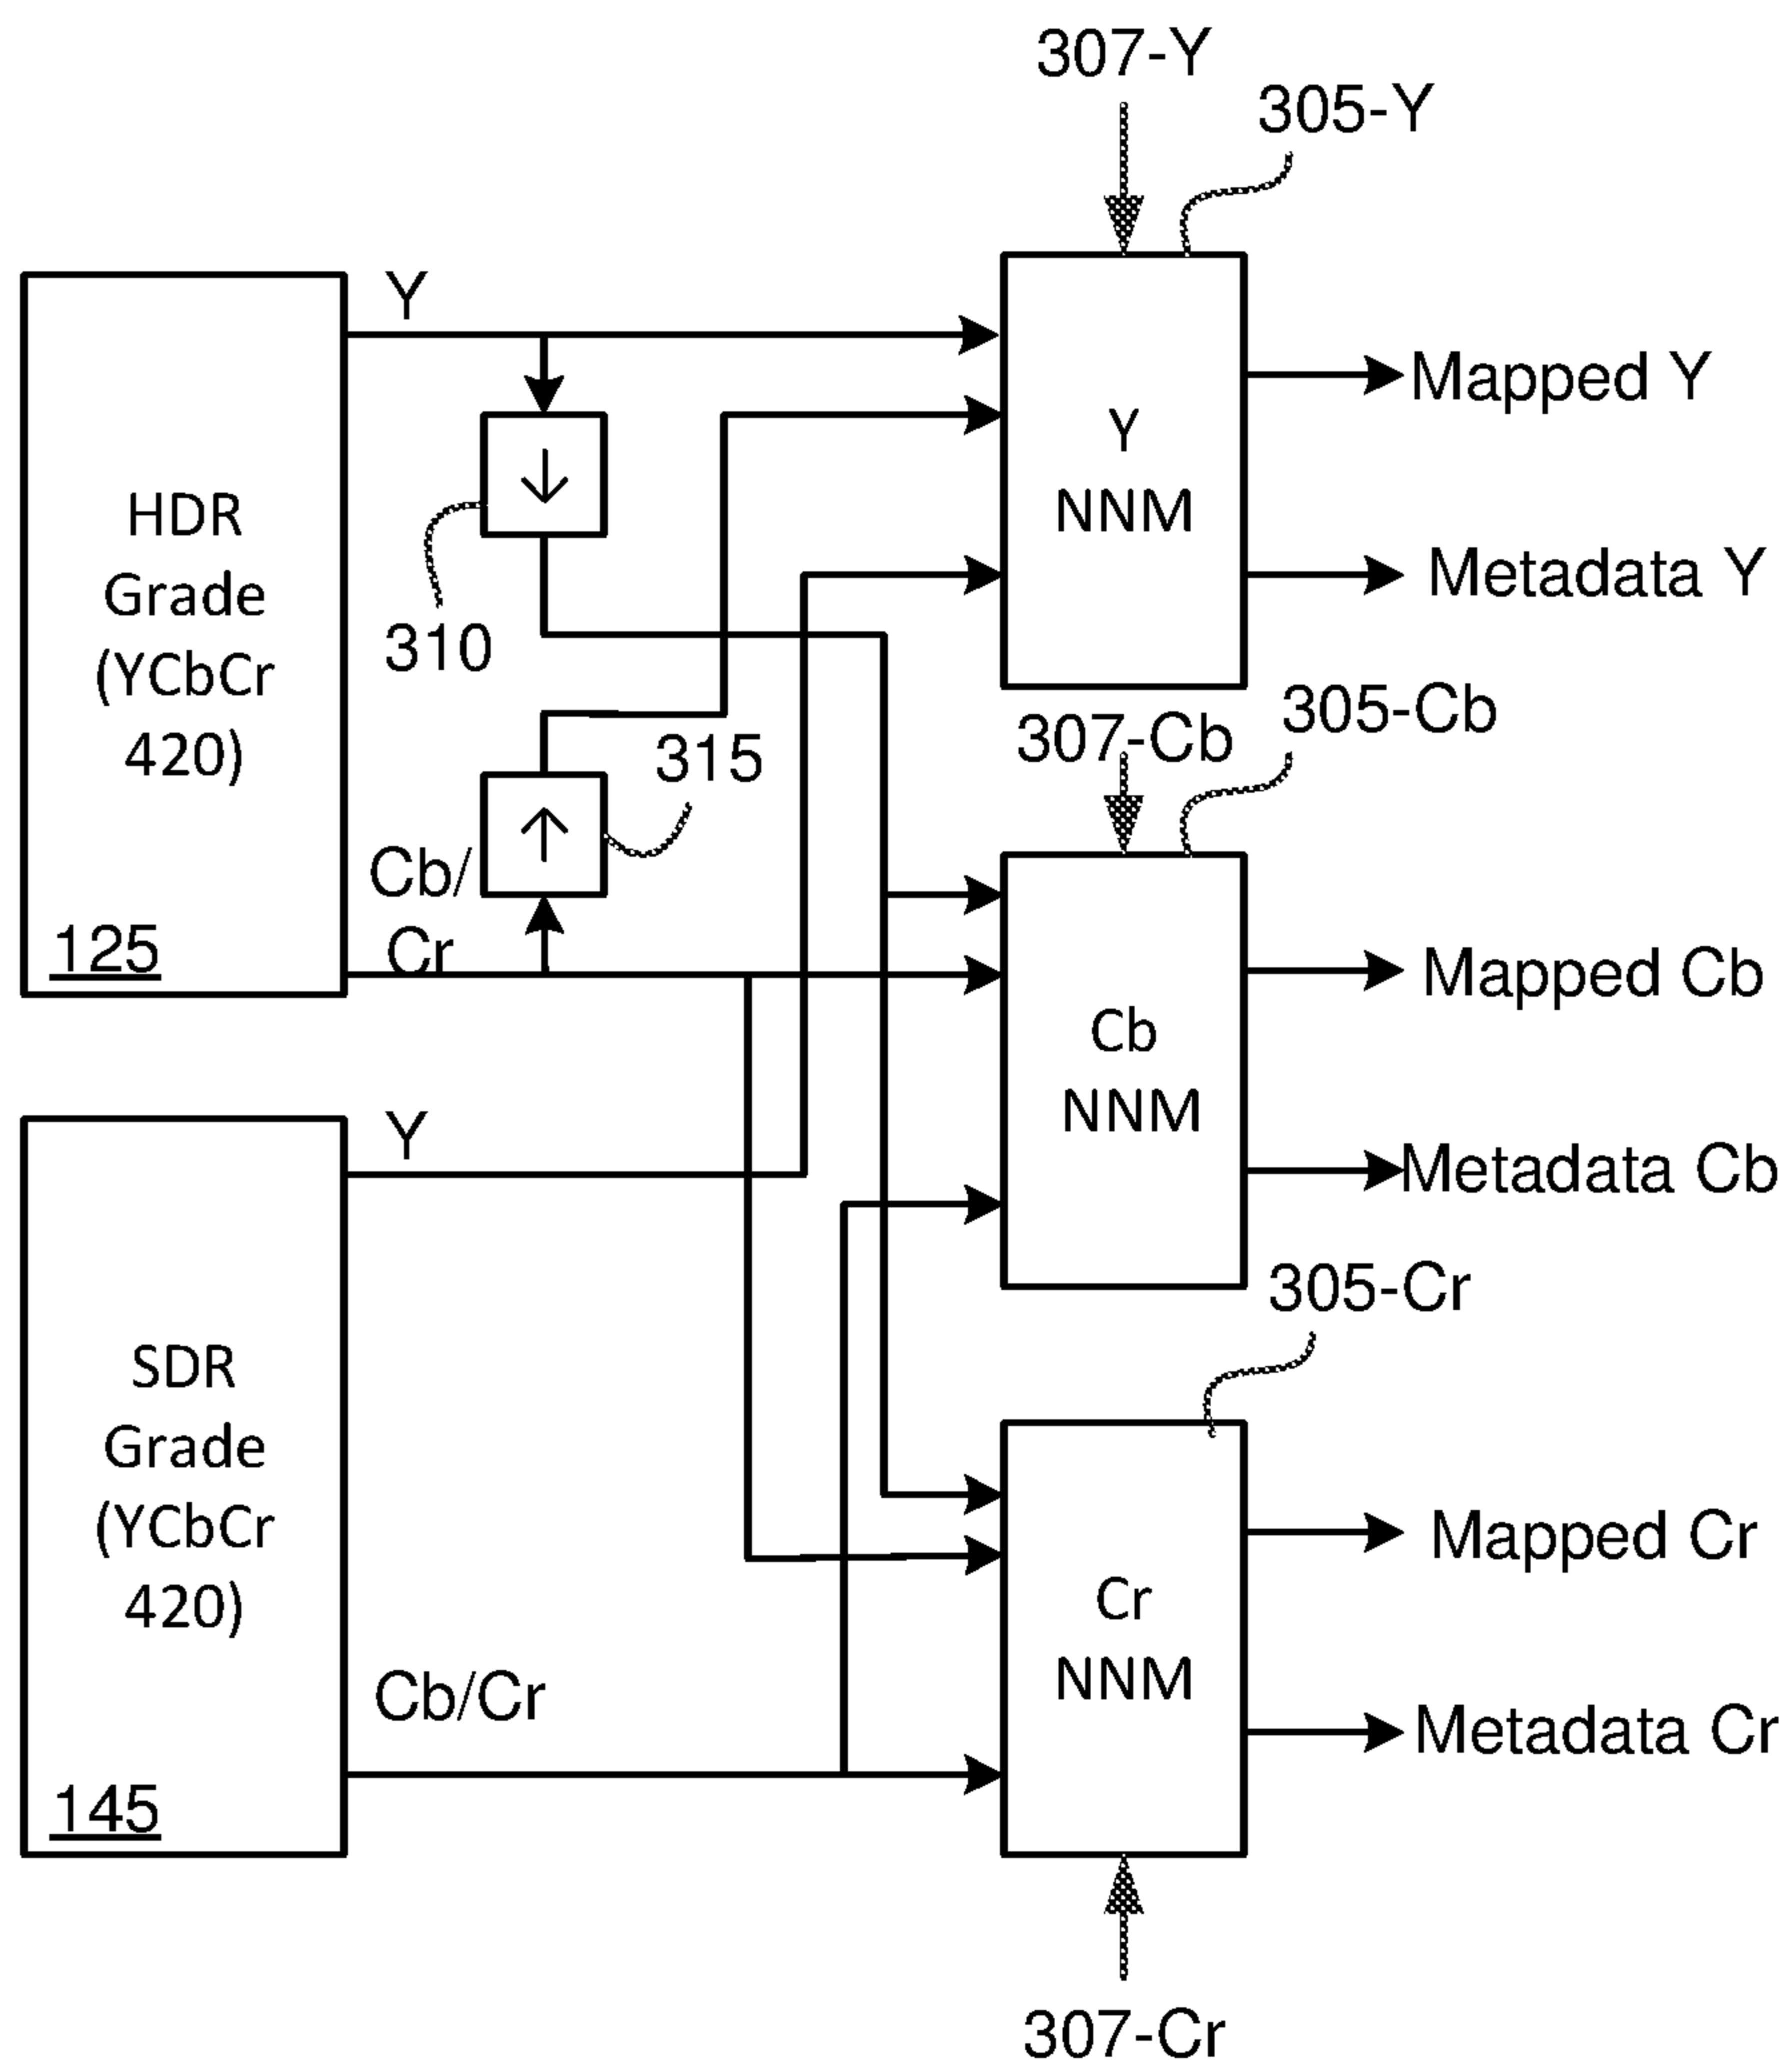 307-Y
305-Y
Y
HDR
Grade
(YCbCr
420)
125
310
315
Cb/
Cr
Y
NNM
Mapped Y
Metadata Y
307-Cb
305-Cb
Cb
NNM
Mapped Cb
Metadata Cb
Y
SDR
Grade
(YCbCr
420)
145
Cb/Cr
305-Cr
Cr
NNM
Mapped Cr
Metadata Cr
307-Cr